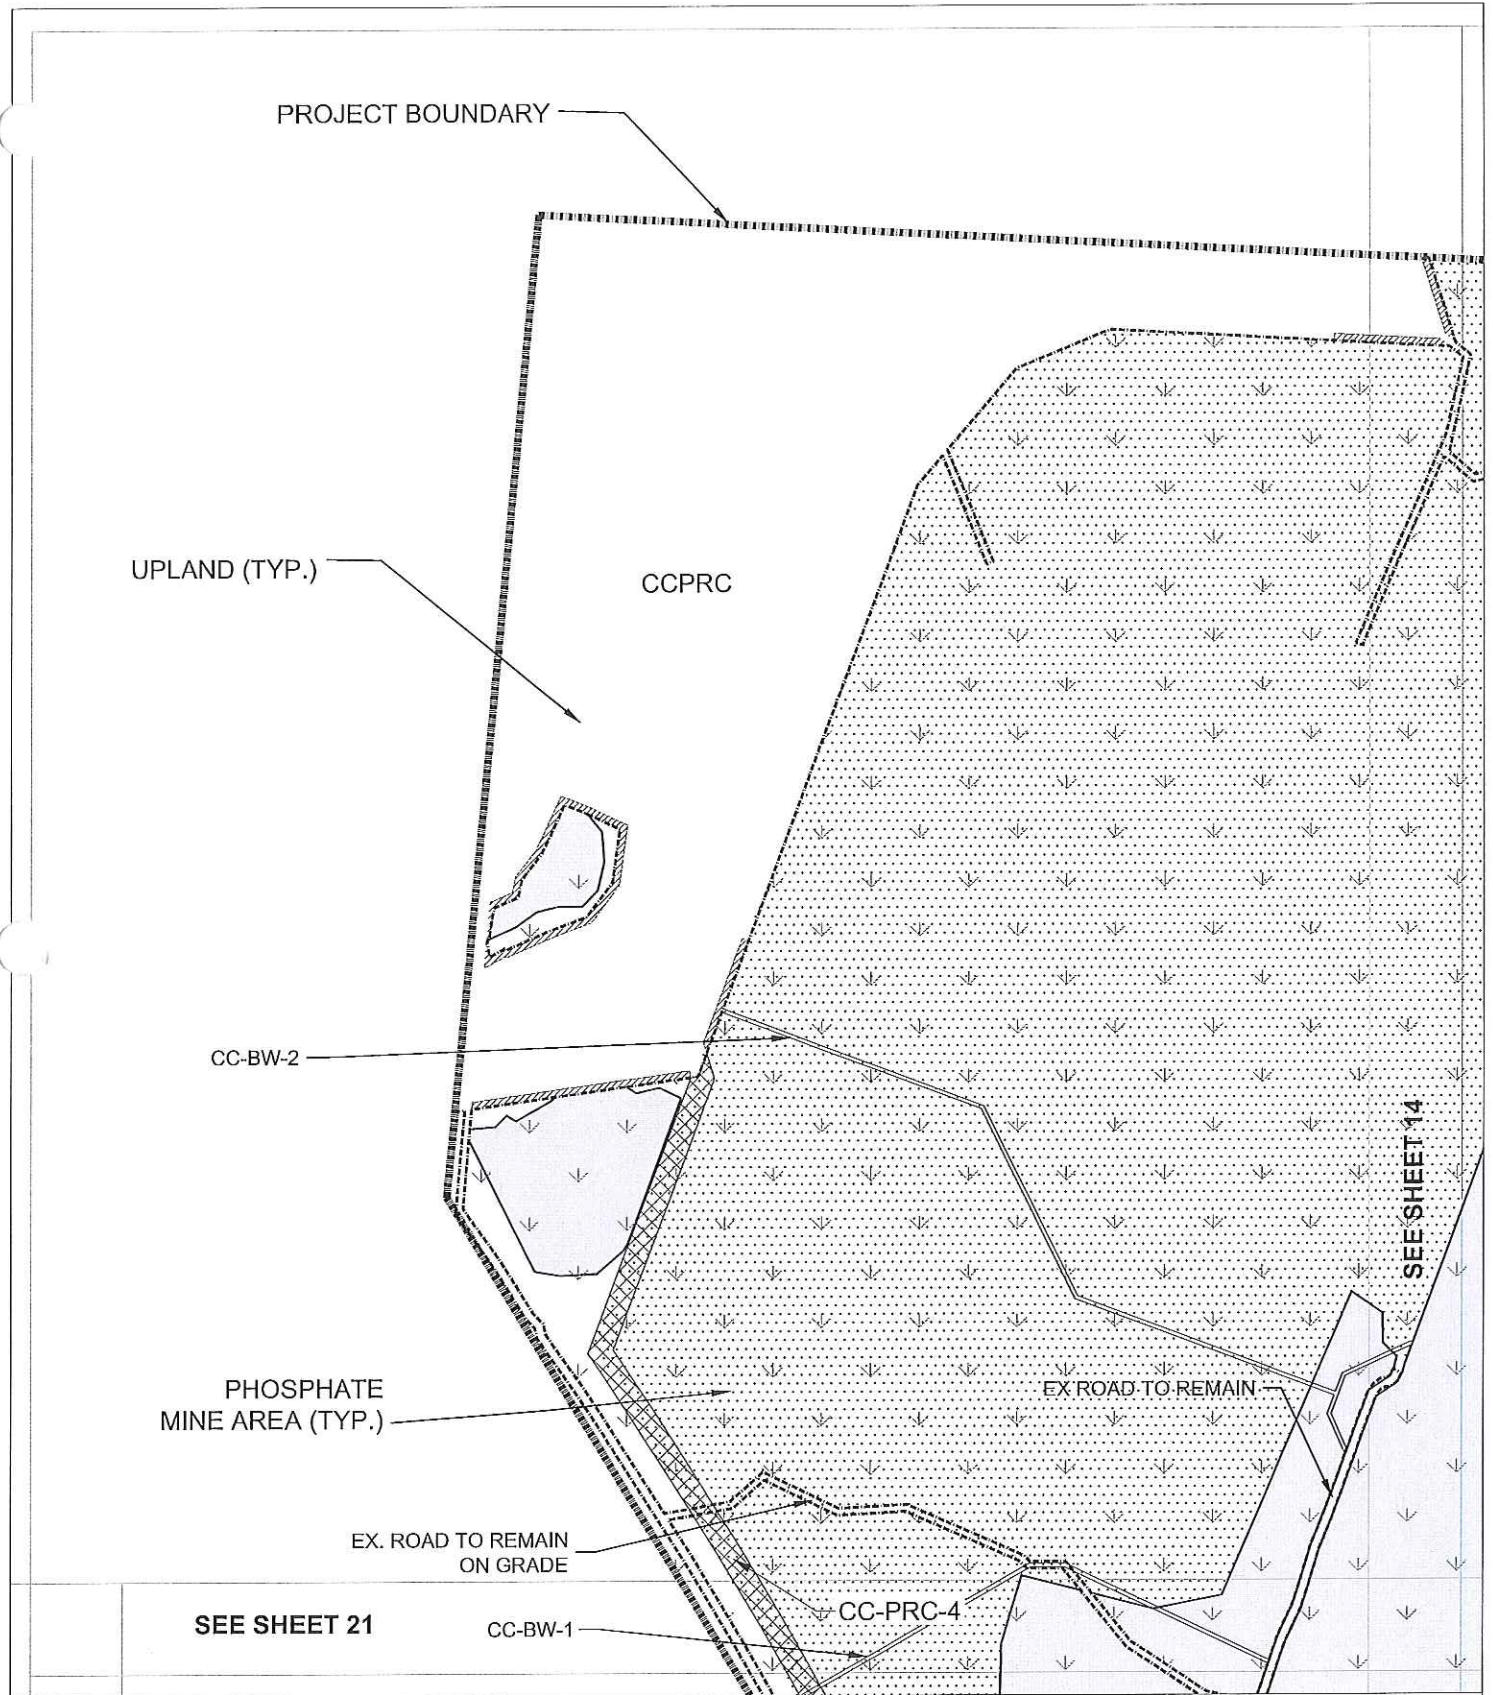 PROJECT BOUNDARY
UPLAND (TYP.)
CCPRC
CC-BW-2
SEE SHEET 14
PHOSPHATE
MINE AREA (TYP.)
EX ROAD TO REMAIN
EX. ROAD TO REMAIN
ON GRADE
CC-PRC-4
SEE SHEET 21
CC-BW-1